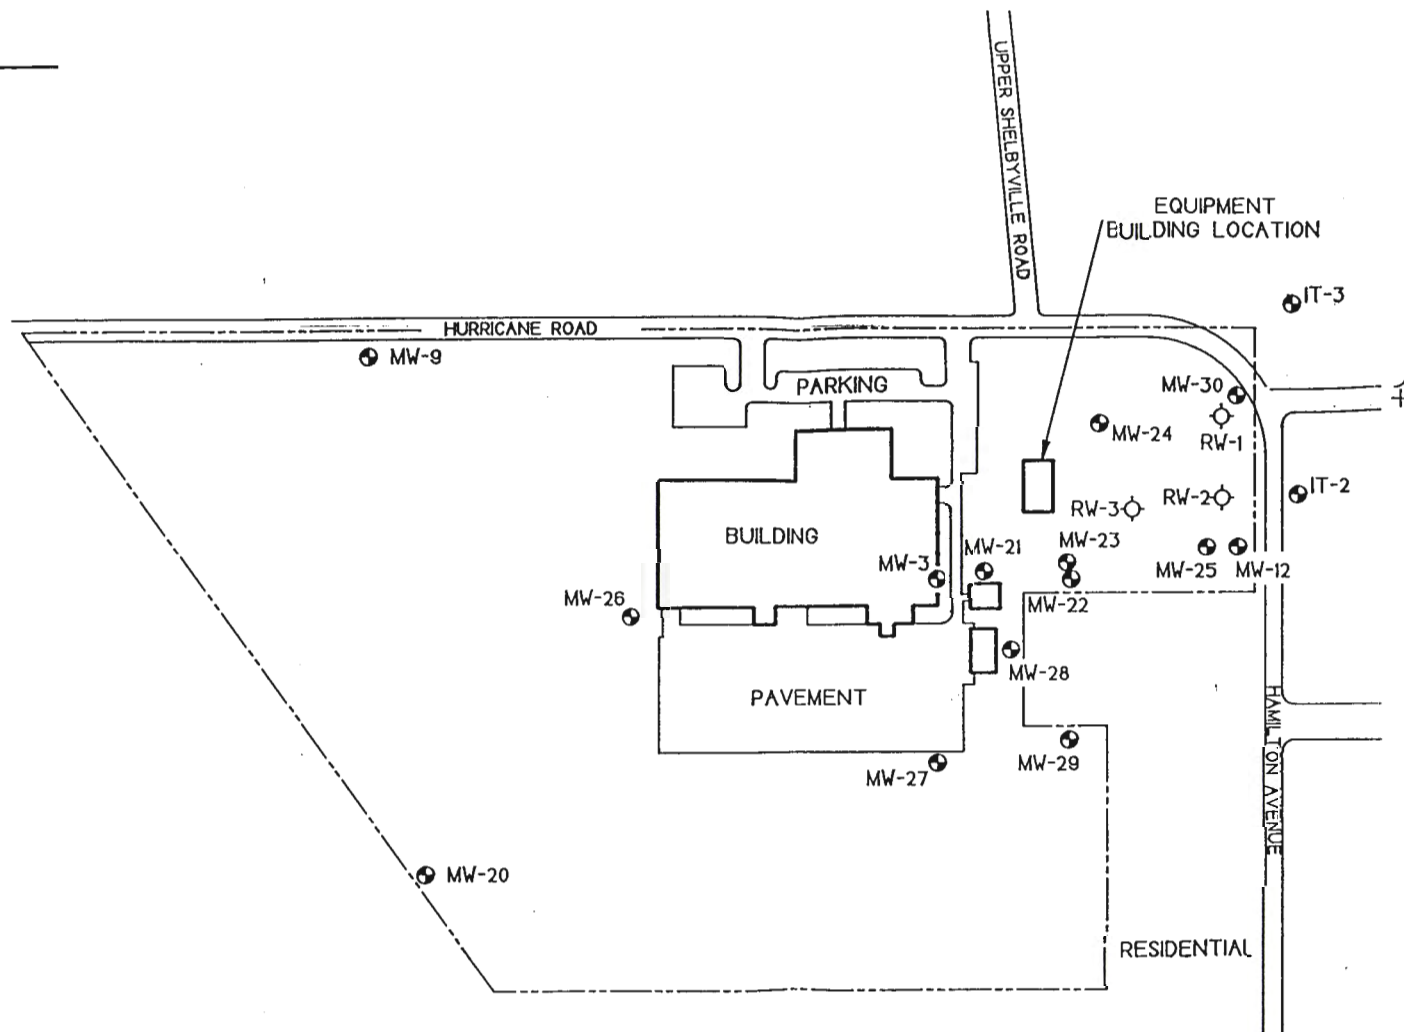 UPPER SHELBYVILLE ROAD
EQUIPMENT
BUILDING LOCATION
IT-3
HURRICANE ROAD
MW-9
PARKING
MW-30
RW-1
MW-24
IT-2
RW-2
RW-3
BUILDING
MW-23
MW-21
MW-3
MW-25
MW-12
MW-22
MW-26
MW-28
PAVEMENT
HAMILTON AVENUE
MW-29
MW-27
MW-20
RESIDENTIAL